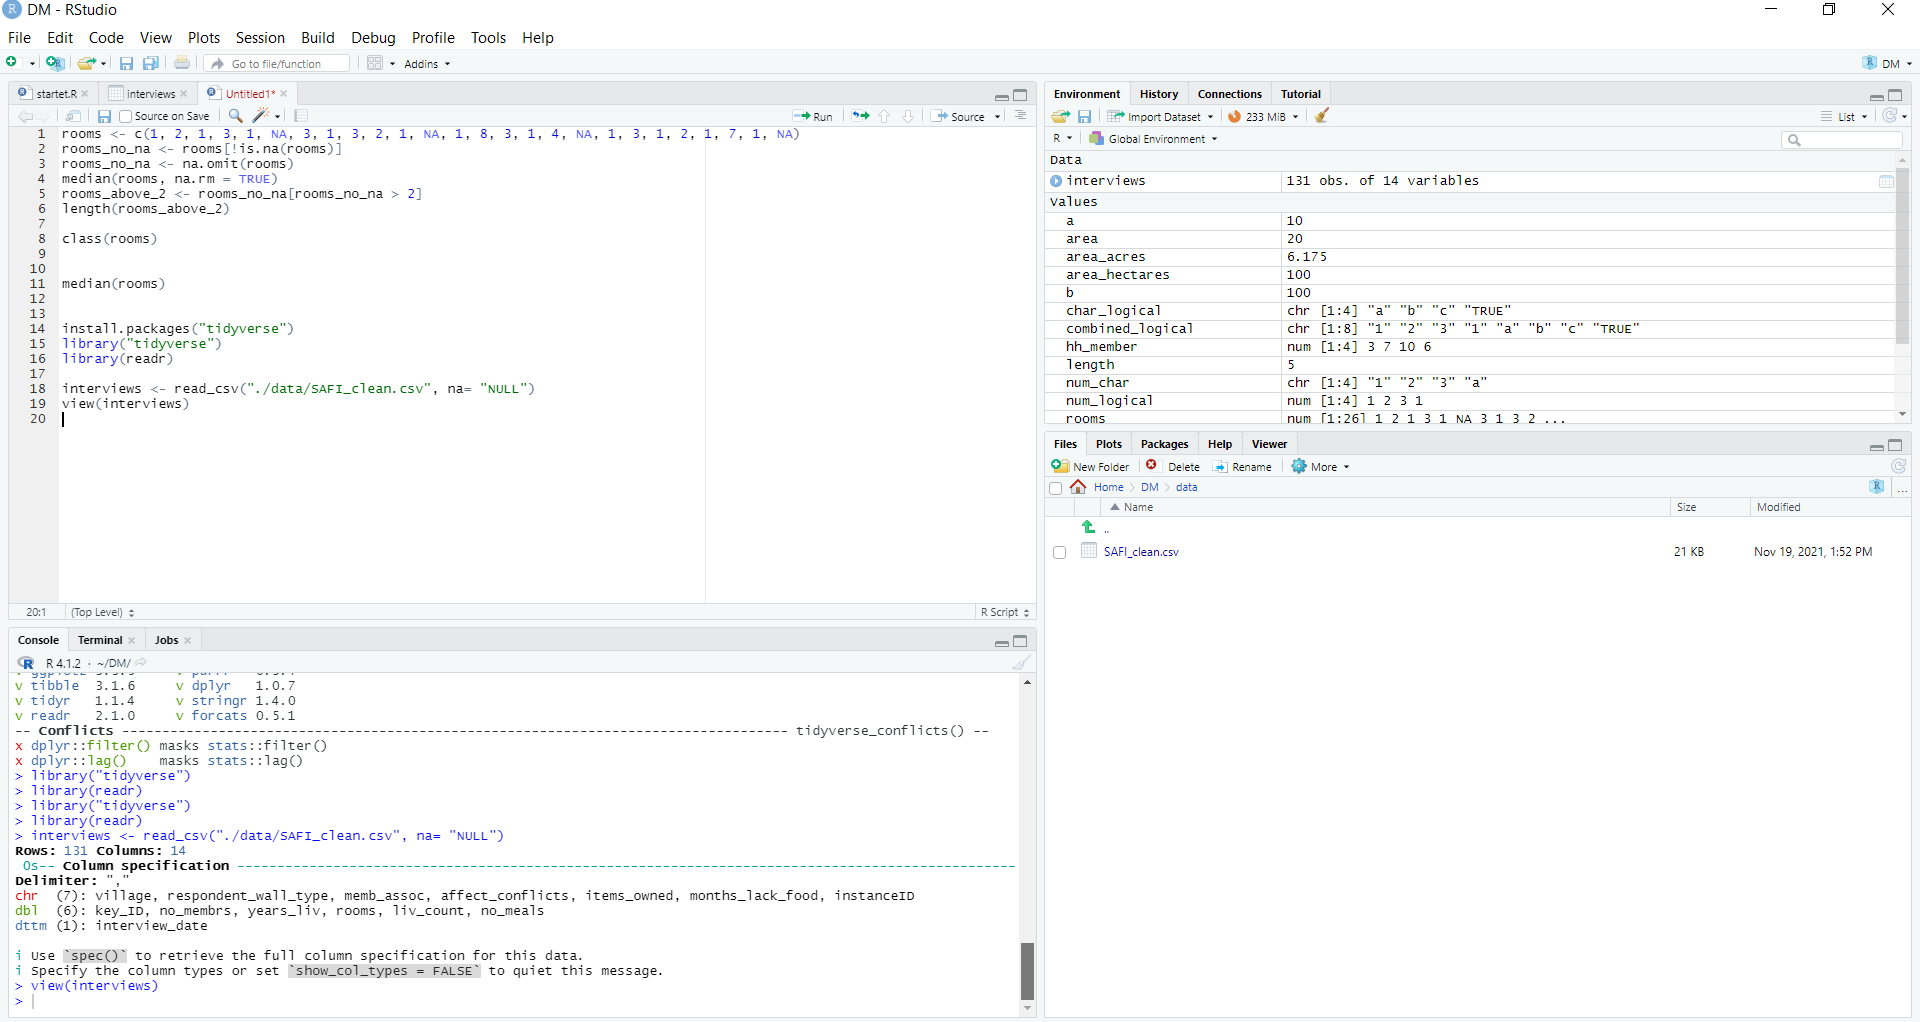 DM - RStudio
File Edit Code View Plots Session Build Debug Profile Tools Help
Go to file/function Addins DM
startet.R interviews Untitled1*
Source on Save Run Source
1 rooms <- c(1, 2, 1, 3, 1, NA, 3, 1, 3, 2, 1, NA, 1, 8, 3, 1, 4, NA, 1, 3, 1, 2, 1, 7, 1, NA)
2 rooms_no_na <- rooms[!is.na(rooms)]
3 rooms_no_na <- na.omit(rooms)
4 median(rooms, na.rm = TRUE)
5 rooms_above_2 <- rooms_no_na[rooms_no_na > 2]
6 length(rooms_above_2)
7
8 class(rooms)
9
10
11 median(rooms)
12
13
14 install.packages("tidyverse")
15 library("tidyverse")
16 library(readr)
17
18 interviews <- read_csv("./data/SAFI_clean.csv", na= "NULL")
19 view(interviews)
20
20:1 (Top Level) R Script
Console Terminal Jobs
R 4.1.2 · ~/DM/
v tibble 3.1.6 v dplyr 1.0.7
v tidyr 1.1.4 v stringr 1.4.0
v readr 2.1.0 v forcats 0.5.1
-- Conflicts ---------------------------------------------------------------------------------- tidyverse_conflicts() --
x dplyr::filter() masks stats::filter()
x dplyr::lag() masks stats::lag()
> library("tidyverse")
> library(readr)
> library("tidyverse")
> library(readr)
> interviews <- read_csv("./data/SAFI_clean.csv", na= "NULL")
Rows: 131 Columns: 14
0s-- Column specification ------------------------------------------------------------------------------------------------
Delimiter: ","
chr (7): village, respondent_wall_type, memb_assoc, affect_conflicts, items_owned, months_lack_food, instanceID
dbl (6): key_ID, no_membrs, years_liv, rooms, liv_count, no_meals
dttm (1): interview_date
i Use `spec()` to retrieve the full column specification for this data.
i Specify the column types or set `show_col_types = FALSE` to quiet this message.
> view(interviews)
>
Environment History Connections Tutorial
Import Dataset 233 MiB List
R Global Environment
Data
interviews 131 obs. of 14 variables
Values
a 10
area 20
area_acres 6.175
area_hectares 100
b 100
char_logical chr [1:4] "a" "b" "c" "TRUE"
combined_logical chr [1:8] "1" "2" "3" "1" "a" "b" "c" "TRUE"
hh_member num [1:4] 3 7 10 6
length 5
num_char chr [1:4] "1" "2" "3" "a"
num_logical num [1:4] 1 2 3 1
rooms num [1:26] 1 2 1 3 1 NA 3 1 3 2 ...
Files Plots Packages Help Viewer
New Folder Delete Rename More
Home DM data ...
Name Size Modified
..
SAFI_clean.csv 21 KB Nov 19, 2021, 1:52 PM